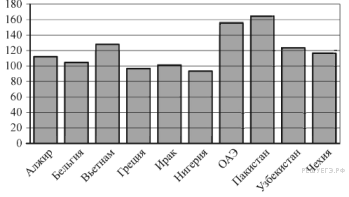 180
160
140
120
100
80
60
40
20
0
Алжир
Бельгия
Вьетнам
Греция
Ирак
Нигерия
ОАЭ
Пакистан
Узбекистан
Чехия